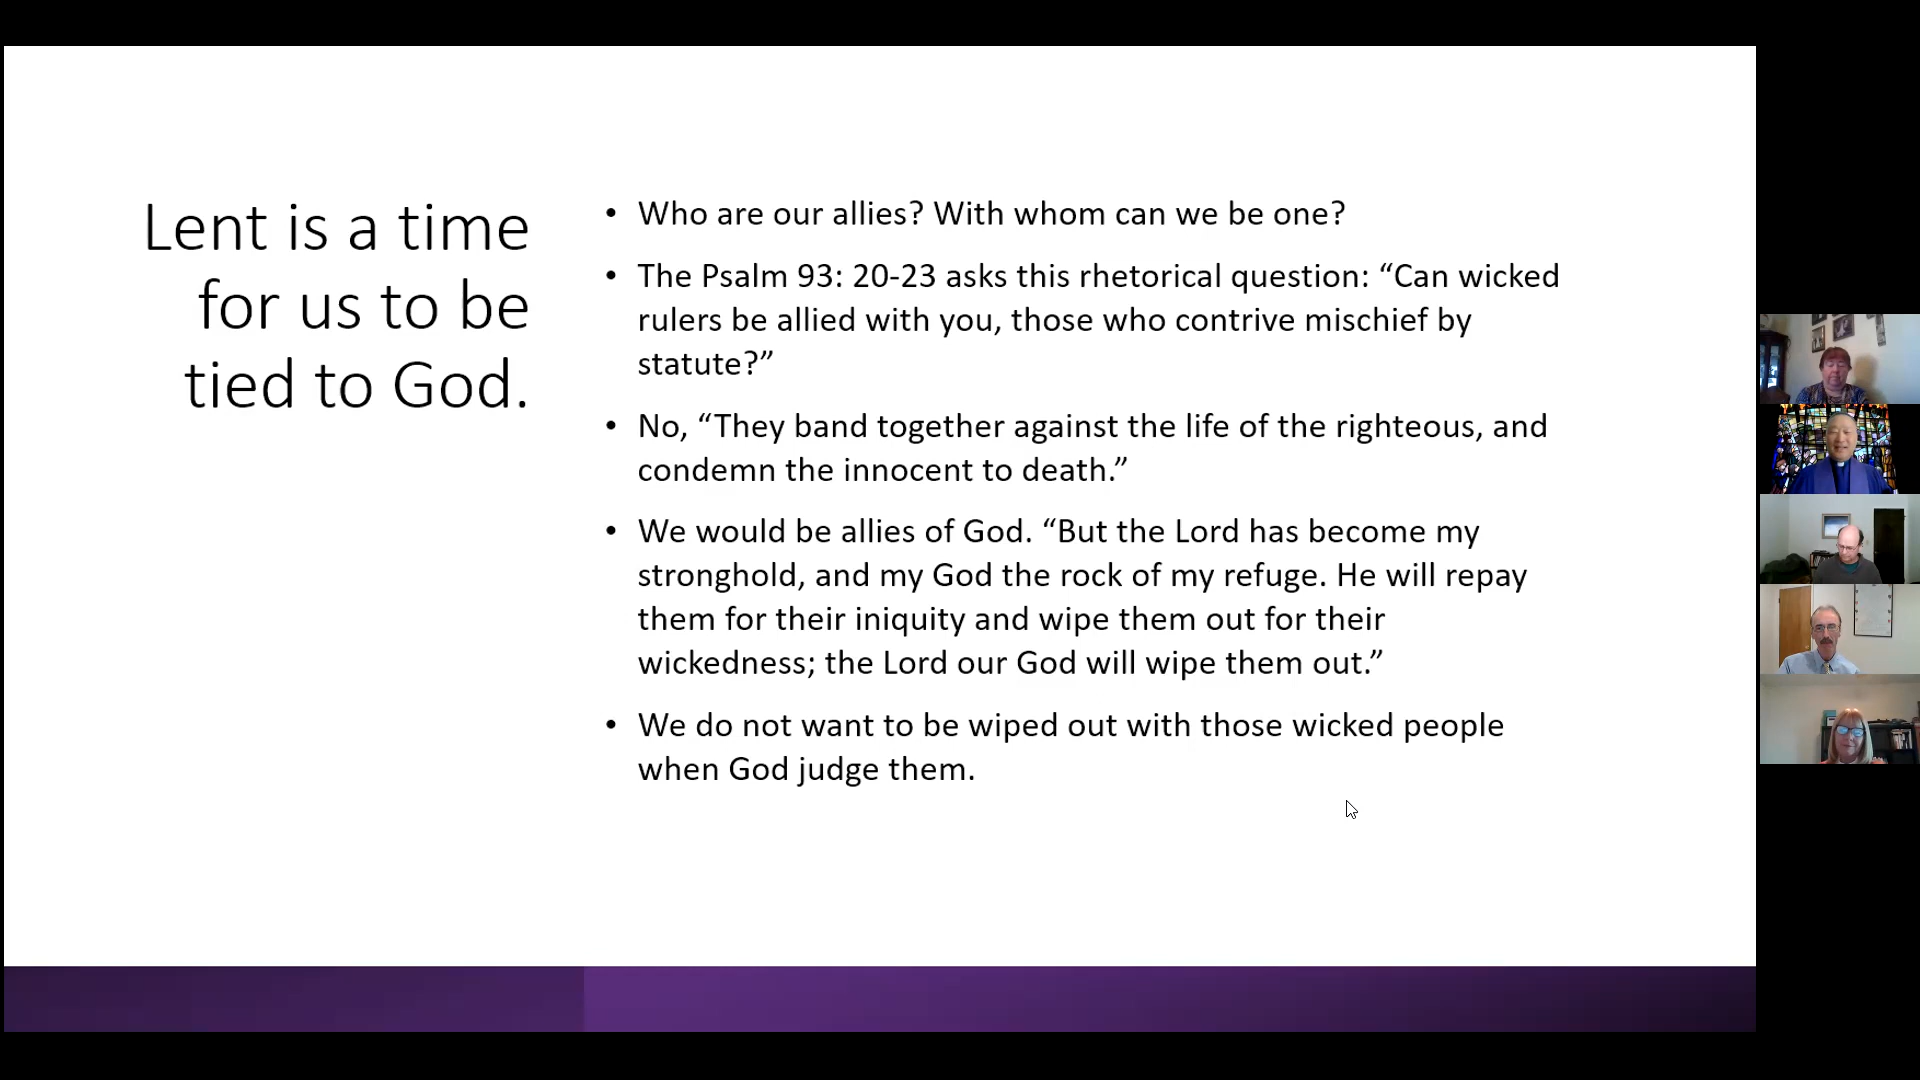 Lent is a time
for us to be
tied to God.
• Who are our allies? With whom can we be one?
• The Psalm 93: 20-23 asks this rhetorical question: “Can wicked
rulers be allied with you, those who contrive mischief by
statute?”
• No, “They band together against the life of the righteous, and
condemn the innocent to death.”
• We would be allies of God. “But the Lord has become my
stronghold, and my God the rock of my refuge. He will repay
them for their iniquity and wipe them out for their
wickedness; the Lord our God will wipe them out.”
• We do not want to be wiped out with those wicked people
when God judge them.